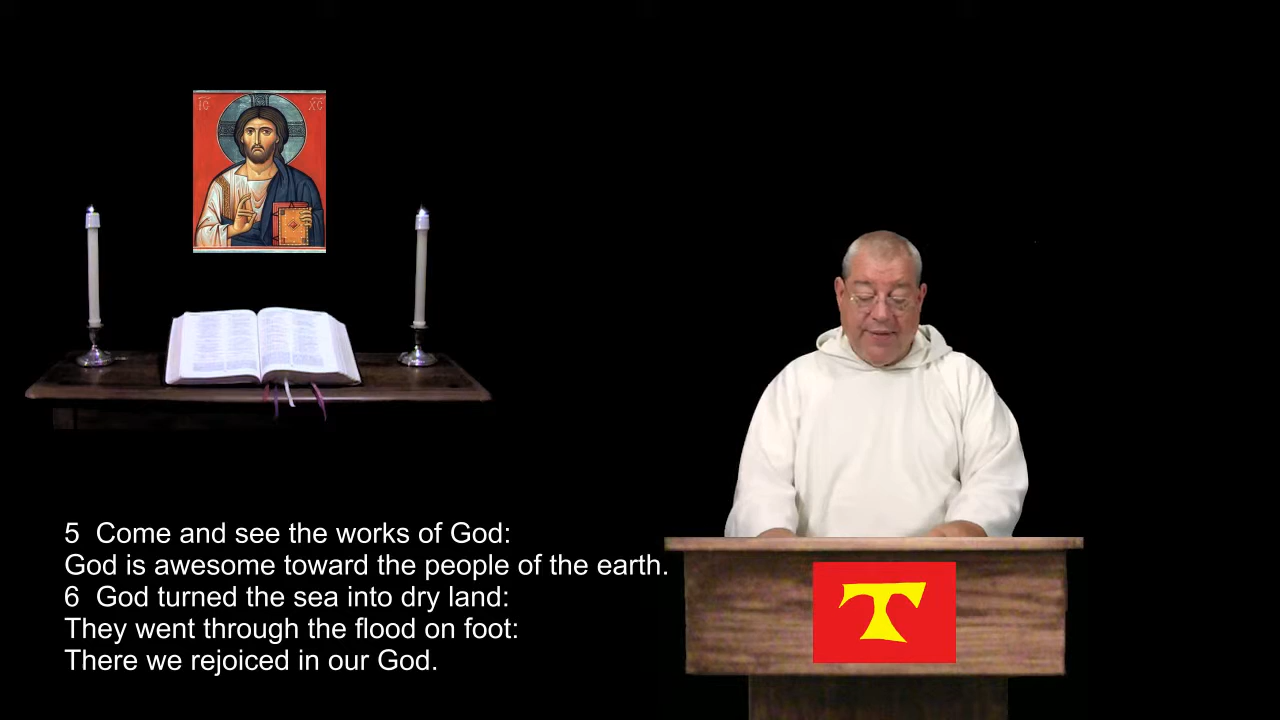 IC XC
5 Come and see the works of God:
God is awesome toward the people of the earth.
6 God turned the sea into dry land:
They went through the flood on foot:
There we rejoiced in our God.
T